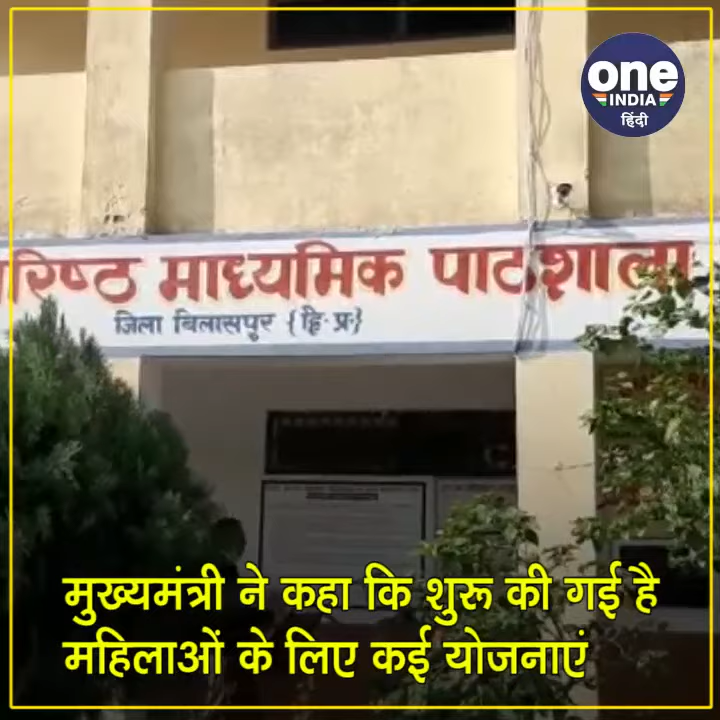 one
INDIA
हिंदी
माध्यमिक पाठशाला
जिला बिलासपुर {हि॰ प्र॰}
मुख्यमंत्री ने कहा कि शुरू की गई है
महिलाओं के लिए कई योजनाएं